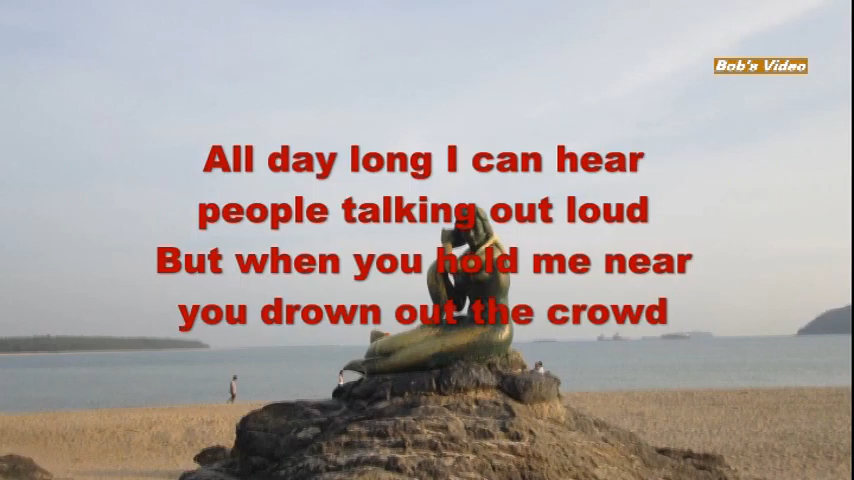 Bob's Video
All day long I can hear
people talking out loud
But when you hold me near
you drown out the crowd